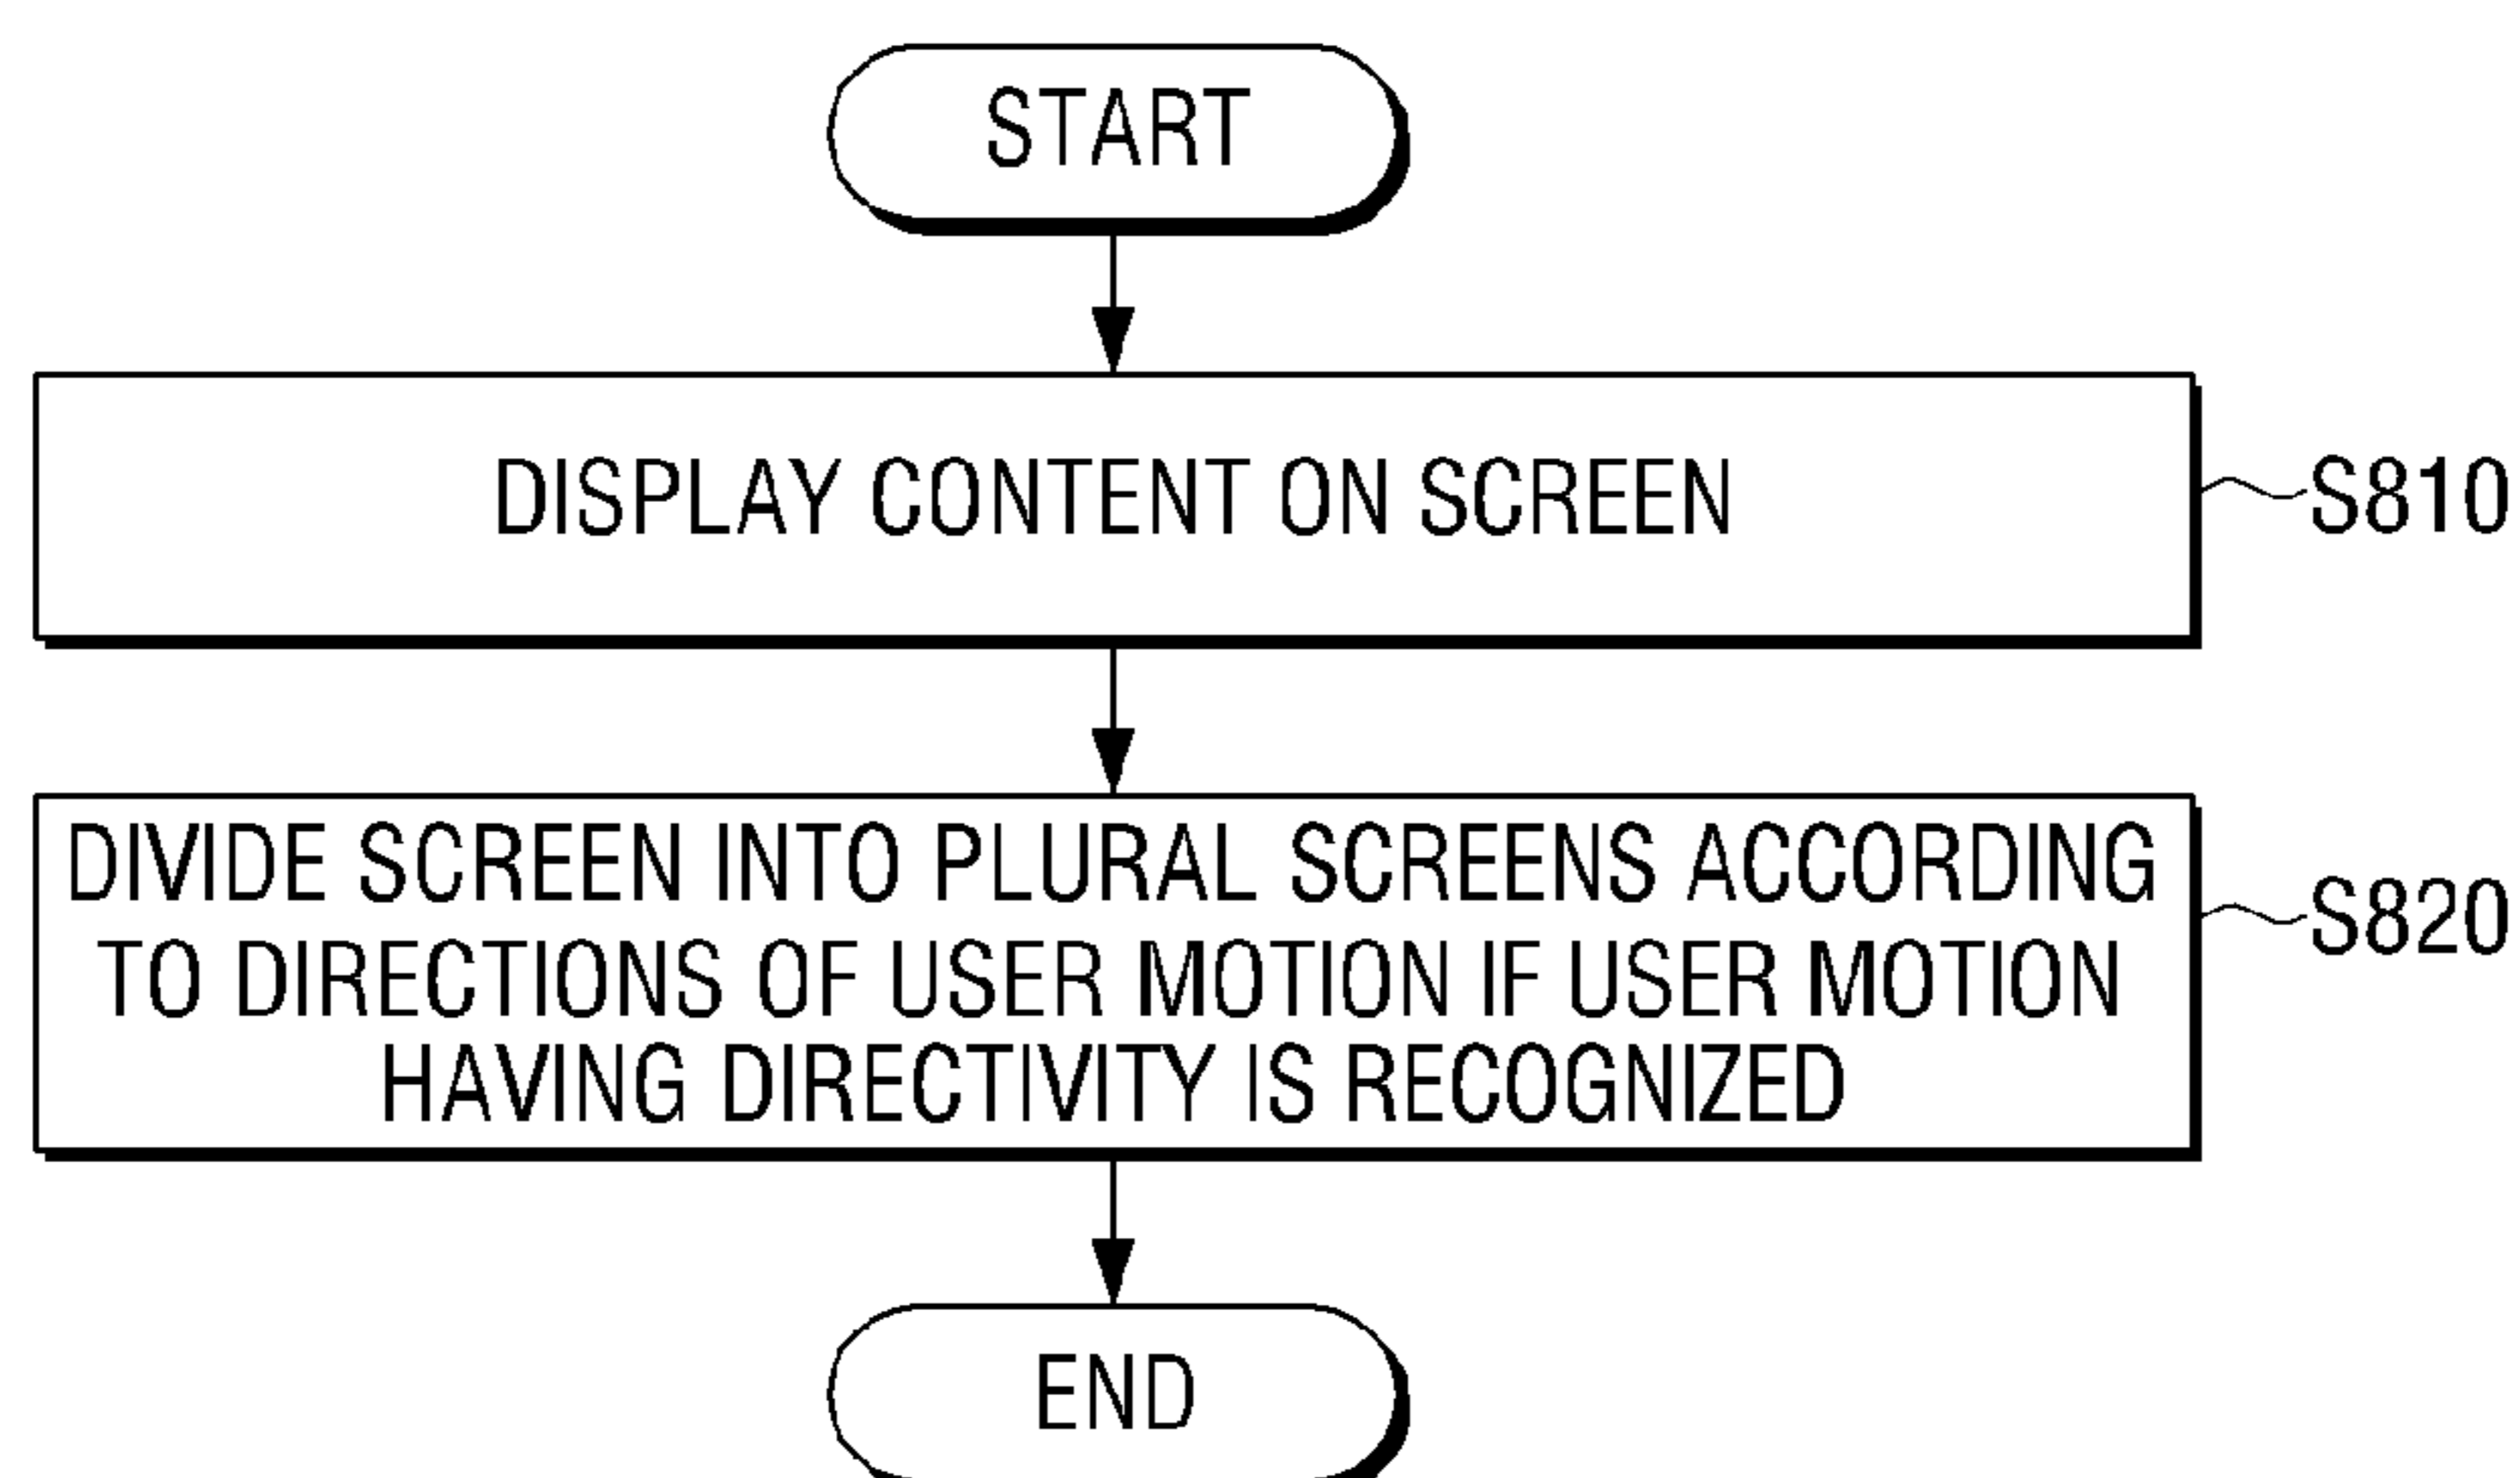 START
DISPLAY CONTENT ON SCREEN
S810
DIVIDE SCREEN INTO PLURAL SCREENS ACCORDING
TO DIRECTIONS OF USER MOTION IF USER MOTION
HAVING DIRECTIVITY IS RECOGNIZED
S820
END